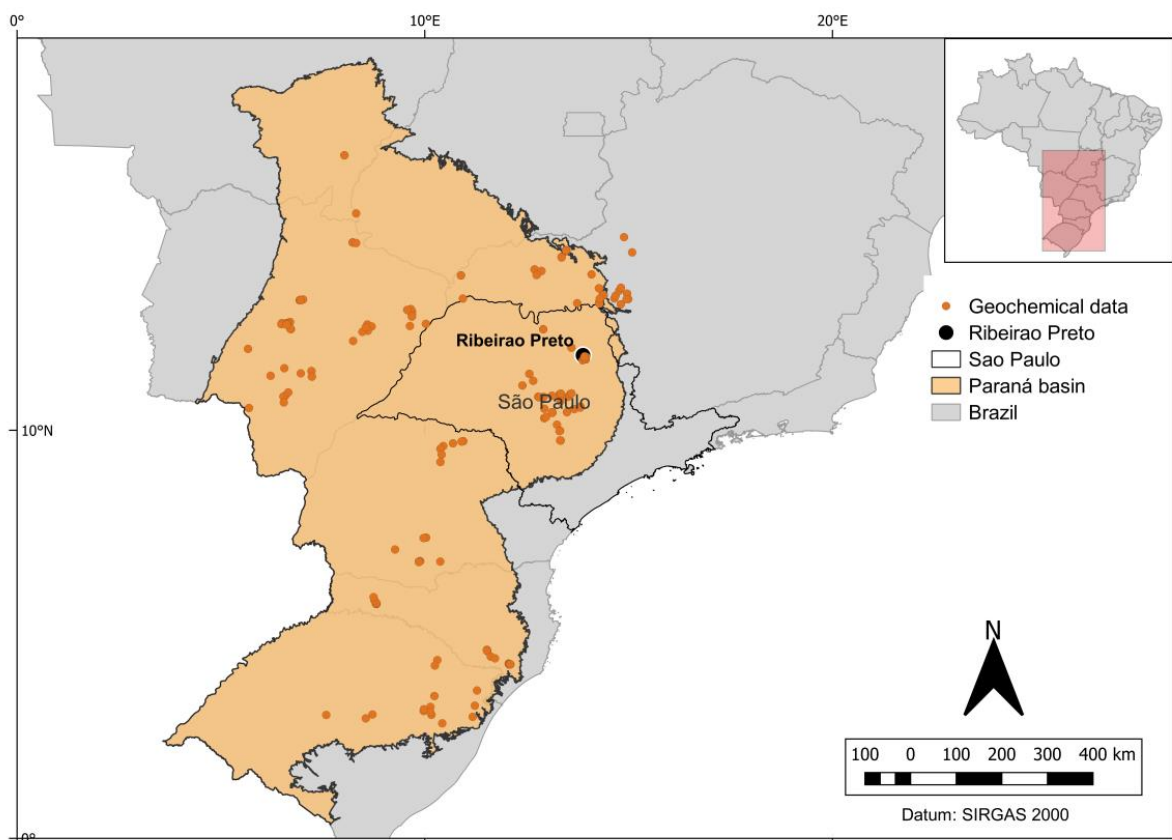 0°
10°E
20°E
Geochemical data
Ribeirao Preto
Ribeirao Preto
Sao Paulo
Paraná basin
São Paulo
Brazil
10°N
N
100 0 100 200 300 400 km
Datum: SIRGAS 2000